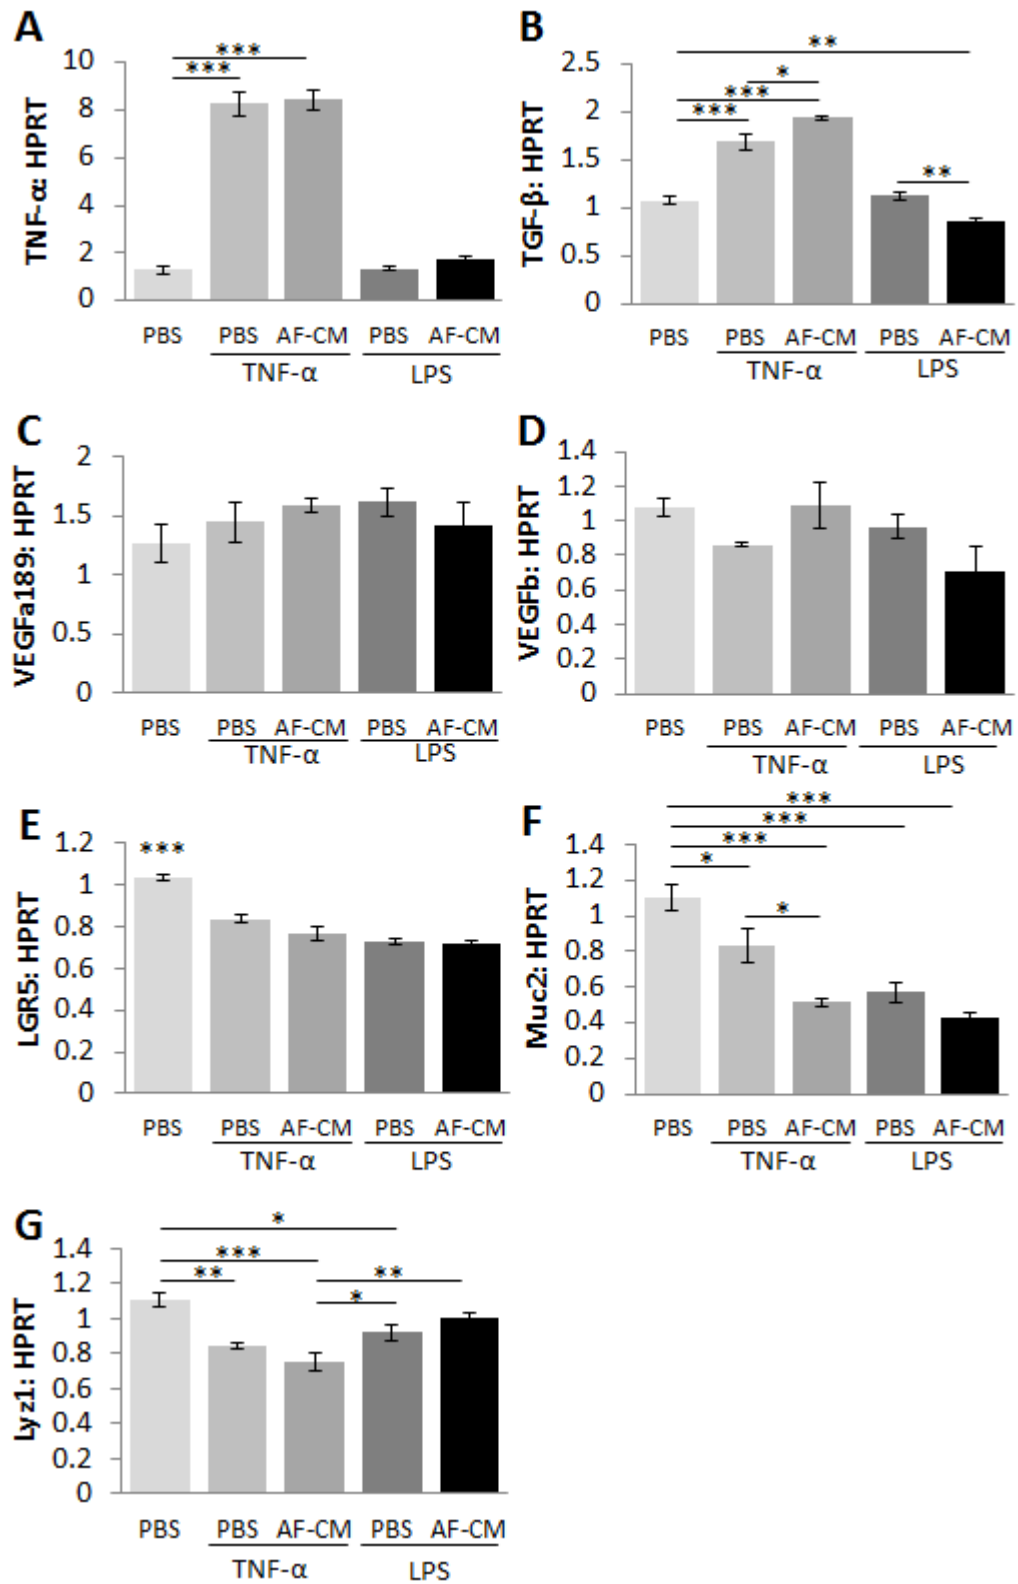 A
TNF-α: HPRT
10
8
6
4
2
0
***
***
PBS PBS AF-CM PBS AF-CM
TNF-α LPS
B
TGF-β: HPRT
2.5
2
1.5
1
0.5
0
**
*
***
***
**
PBS PBS AF-CM PBS AF-CM
TNF-α LPS
C
VEGFa189: HPRT
2
1.5
1
0.5
0
PBS PBS AF-CM PBS AF-CM
TNF-α LPS
D
VEGFb: HPRT
1.4
1.2
1
0.8
0.6
0.4
0.2
0
PBS PBS AF-CM PBS AF-CM
TNF-α LPS
E
LGR5: HPRT
1.2
1
0.8
0.6
0.4
0.2
0
***
PBS PBS AF-CM PBS AF-CM
TNF-α LPS
F
Muc2: HPRT
1.4
1.2
1
0.8
0.6
0.4
0.2
0
***
***
***
*
*
PBS PBS AF-CM PBS AF-CM
TNF-α LPS
G
Lyz1: HPRT
1.4
1.2
1
0.8
0.6
0.4
0.2
0
*
***
** **
*
PBS PBS AF-CM PBS AF-CM
TNF-α LPS